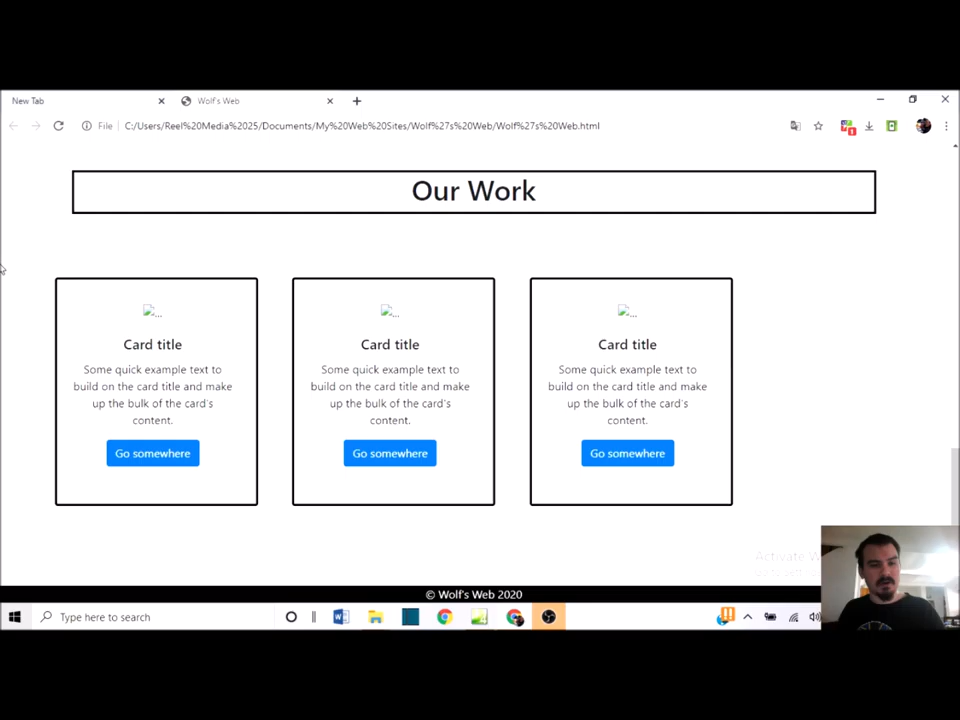 New Tab
Wolf's Web
File
C:/Users/Reel%20Media%2025/Documents/My%20Web%20Sites/Wolf%27s%20Web/Wolf%27s%20Web.html
Our Work
...
...
...
Card title
Card title
Card title
Some quick example text to
build on the card title and make
up the bulk of the card's
content.
Some quick example text to
build on the card title and make
up the bulk of the card's
content.
Some quick example text to
build on the card title and make
up the bulk of the card's
content.
Go somewhere
Go somewhere
Go somewhere
Activate W
© Wolf's Web 2020
Type here to search